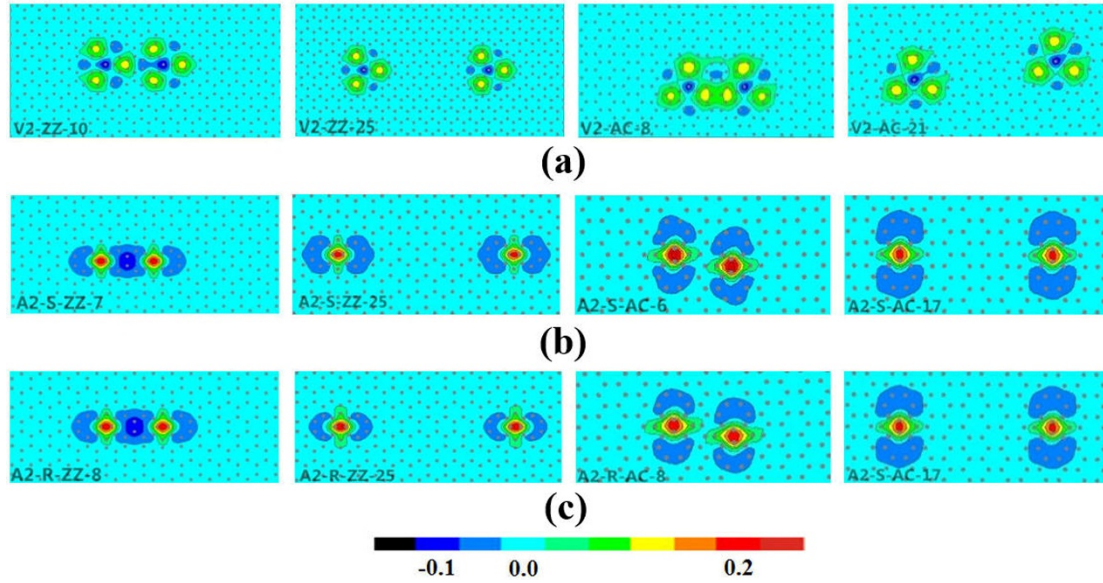 V2-ZZ-10 V2-ZZ-25 V2-AC-8 V2-AC-21
(a)
A2-S-ZZ-7 A2-S-ZZ-25 A2-S-AC-6 A2-S-AC-17
(b)
A2-R-ZZ-8 A2-R-ZZ-25 A2-R-AC-8 A2-S-AC-17
(c)
-0.1 0.0 0.2